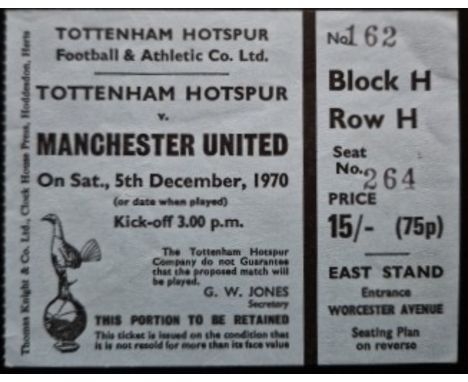 Thomas Knight & Co. Ltd., Clock House Press, Hoddesdon, Herts
TOTTENHAM HOTSPUR
Football & Athletic Co. Ltd.
TOTTENHAM HOTSPUR
v.
MANCHESTER UNITED
On Sat., 5th December, 1970
(or date when played)
Kick-off 3.00 p.m.
The Tottenham Hotspur
Company do not Guarantee
that the proposed match will
be played.
G. W. JONES
Secretary
THIS PORTION TO BE RETAINED
This ticket is issued on the condition that it
is not resold for more than its face value
No. 162
Block H
Row H
Seat
No. 264
PRICE
15/- (75p)
EAST STAND
Entrance
WORCESTER AVENUE
Seating Plan
on reverse